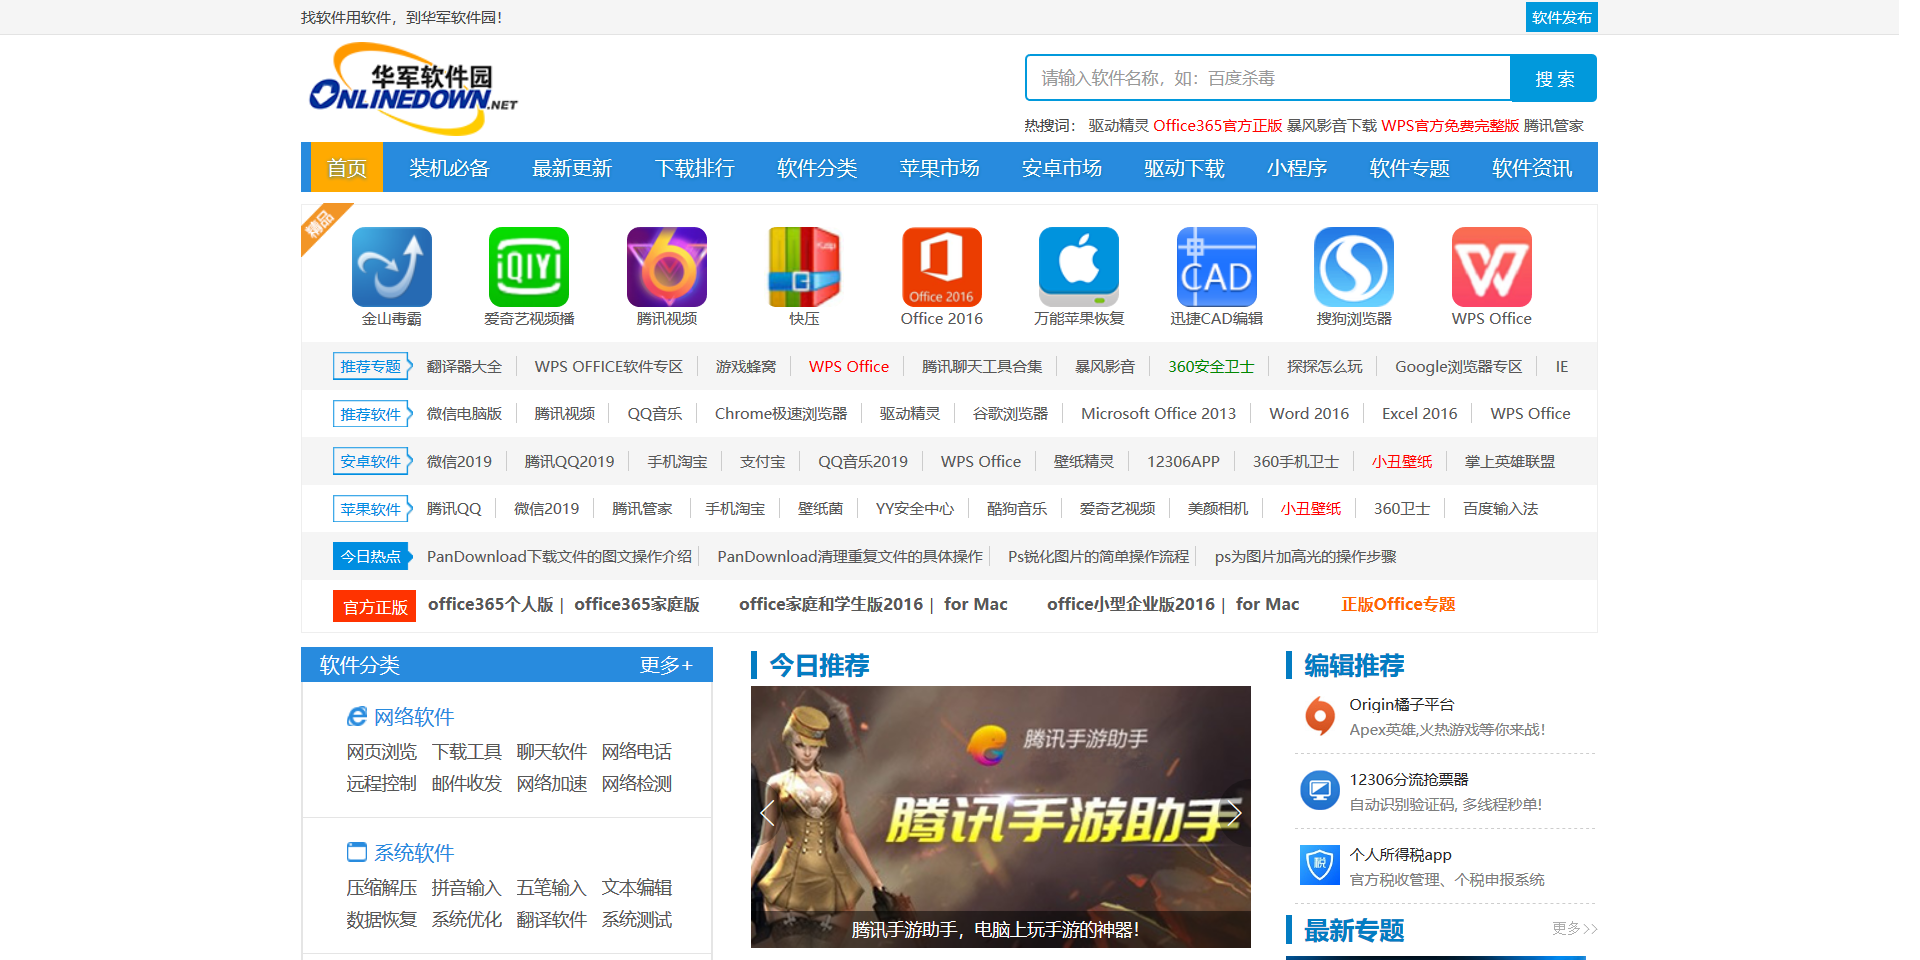 找软件用软件，到华军软件园！
软件发布
华军软件园
ONLINEDOWN.NET
请输入软件名称，如：百度杀毒
搜 索
热搜词： 驱动精灵 Office365官方正版 暴风影音下载 WPS官方免费完整版 腾讯管家
首页 装机必备 最新更新 下载排行 软件分类 苹果市场 安卓市场 驱动下载 小程序 软件专题 软件资讯
精品
iQIYI
Office 2016
CAD
金山毒霸 爱奇艺视频播 腾讯视频 快压 Office 2016 万能苹果恢复 迅捷CAD编辑 搜狗浏览器 WPS Office
推荐专题 翻译器大全 WPS OFFICE软件专区 游戏蜂窝 WPS Office 腾讯聊天工具合集 暴风影音 360安全卫士 探探怎么玩 Google浏览器专区 IE
推荐软件 微信电脑版 腾讯视频 QQ音乐 Chrome极速浏览器 驱动精灵 谷歌浏览器 Microsoft Office 2013 Word 2016 Excel 2016 WPS Office
安卓软件 微信2019 腾讯QQ2019 手机淘宝 支付宝 QQ音乐2019 WPS Office 壁纸精灵 12306APP 360手机卫士 小丑壁纸 掌上英雄联盟
苹果软件 腾讯QQ 微信2019 腾讯管家 手机淘宝 壁纸菌 YY安全中心 酷狗音乐 爱奇艺视频 美颜相机 小丑壁纸 360卫士 百度输入法
今日热点 PanDownload下载文件的图文操作介绍 PanDownload清理重复文件的具体操作 Ps锐化图片的简单操作流程 ps为图片加高光的操作步骤
官方正版 office365个人版 | office365家庭版 office家庭和学生版2016 | for Mac office小型企业版2016 | for Mac 正版Office专题
软件分类 更多+
网络软件
网页浏览 下载工具 聊天软件 网络电话
远程控制 邮件收发 网络加速 网络检测
系统软件
压缩解压 拼音输入 五笔输入 文本编辑
数据恢复 系统优化 翻译软件 系统测试
今日推荐
腾讯手游助手
腾讯手游助手
腾讯手游助手，电脑上玩手游的神器！
编辑推荐
Origin橘子平台
Apex英雄,火热游戏等你来战！
12306分流抢票器
自动识别验证码, 多线程秒单!
税
个人所得税app
官方税收管理、个税申报系统
最新专题 更多>>